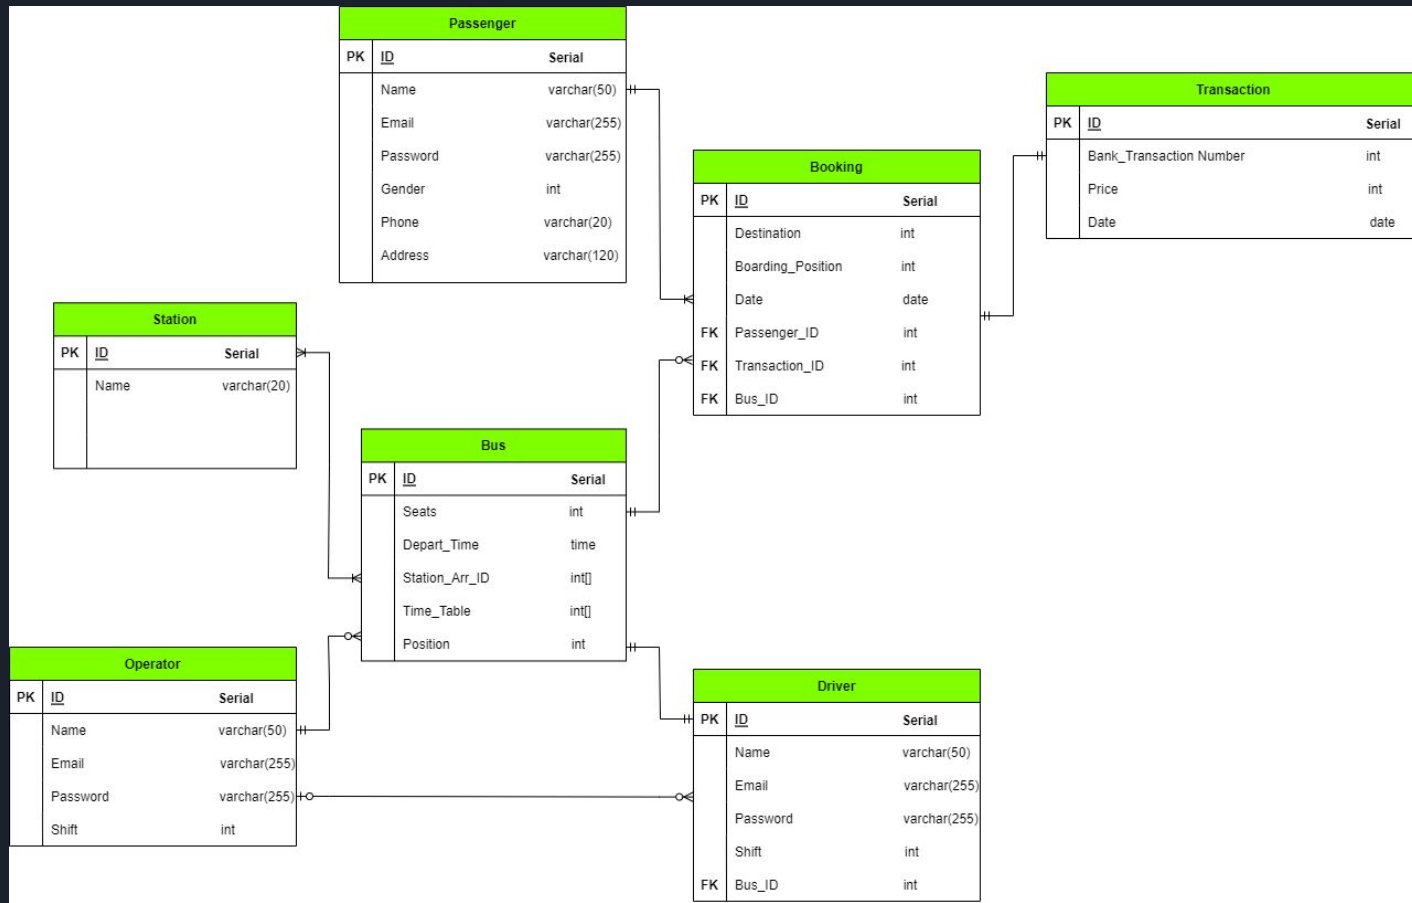 Passenger
PK ID Serial
Name varchar(50)
Email varchar(255)
Password varchar(255)
Gender int
Phone varchar(20)
Address varchar(120)
Transaction
PK ID Serial
Bank_Transaction Number int
Price int
Date date
Booking
PK ID Serial
Destination int
Boarding_Position int
Date date
FK Passenger_ID int
FK Transaction_ID int
FK Bus_ID int
Station
PK ID Serial
Name varchar(20)
Bus
PK ID Serial
Seats int
Depart_Time time
Station_Arr_ID int[]
Time_Table int[]
Position int
Operator
PK ID Serial
Name varchar(50)
Email varchar(255)
Password varchar(255)
Shift int
Driver
PK ID Serial
Name varchar(50)
Email varchar(255)
Password varchar(255)
Shift int
FK Bus_ID int